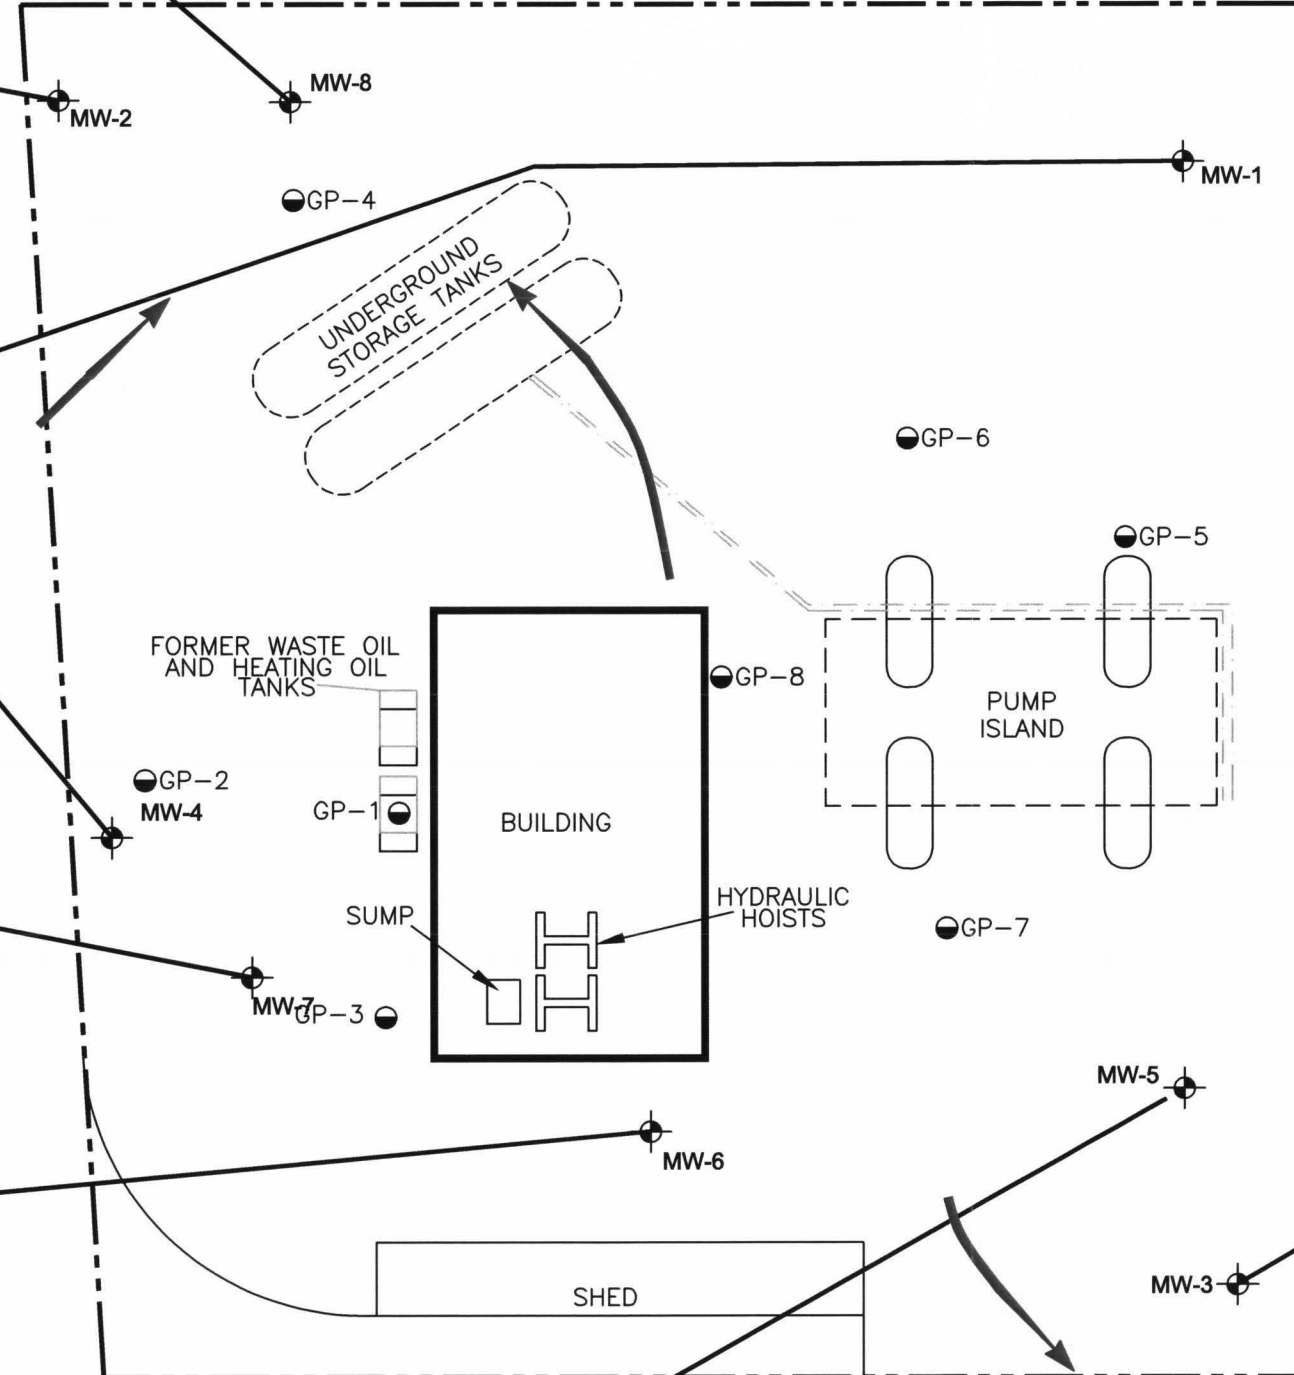 MW-8
MW-2
MW-1
GP-4
UNDERGROUND
STORAGE TANKS
GP-6
GP-5
FORMER WASTE OIL
AND HEATING OIL
TANKS
GP-8
PUMP
ISLAND
GP-2
MW-4
GP-1
BUILDING
HYDRAULIC
HOISTS
SUMP
GP-7
MW-7
GP-3
MW-5
MW-6
MW-3
SHED